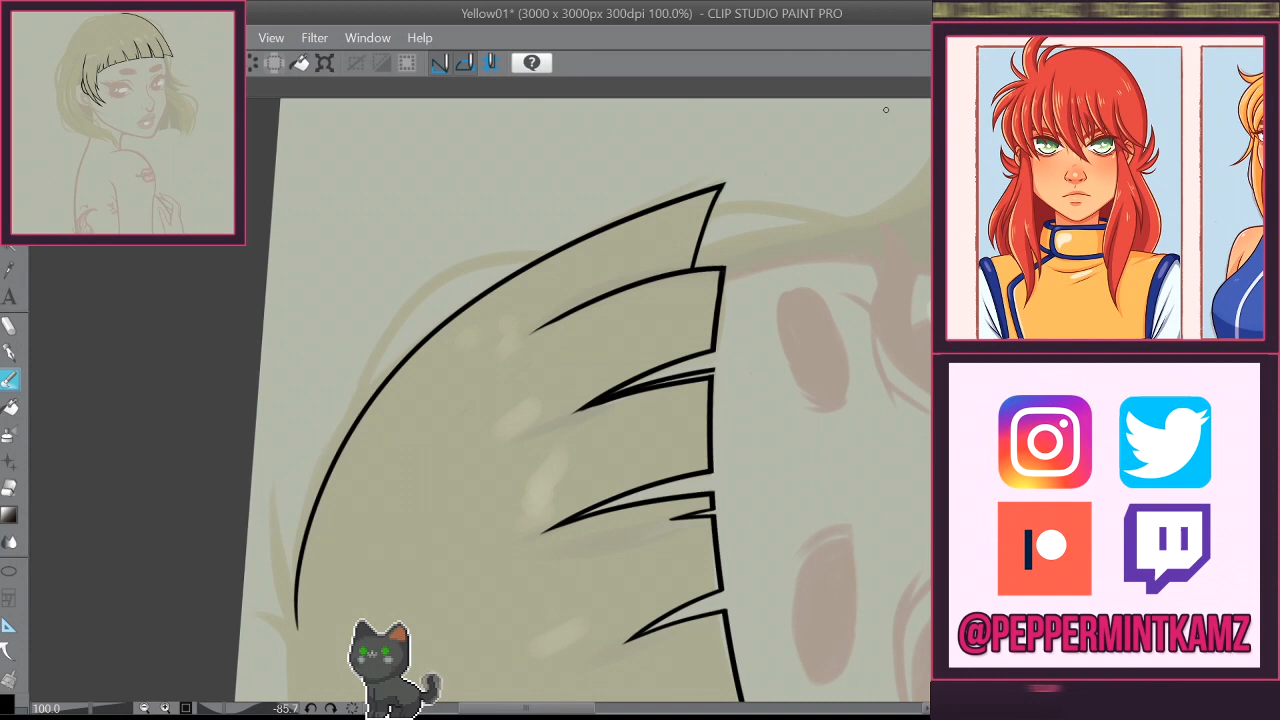 Yellow01* (3000 x 3000px 300dpi 100.0%) - CLIP STUDIO PAINT PRO
View Filter Window Help
A
100.0
-85.7
@PEPPERMINTKAMZ